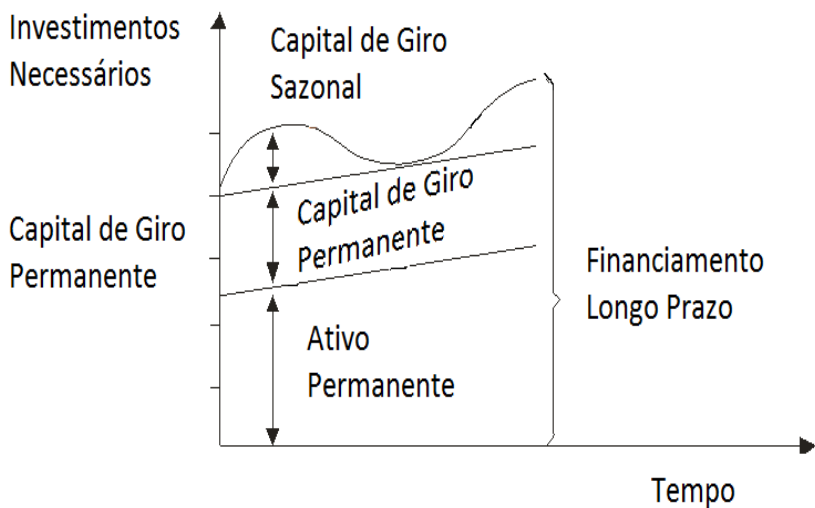 Investimentos
Necessários
Capital de Giro
Sazonal
Capital de Giro
Permanente
Capital de Giro
Permanente
Financiamento
Longo Prazo
Ativo
Permanente
Tempo